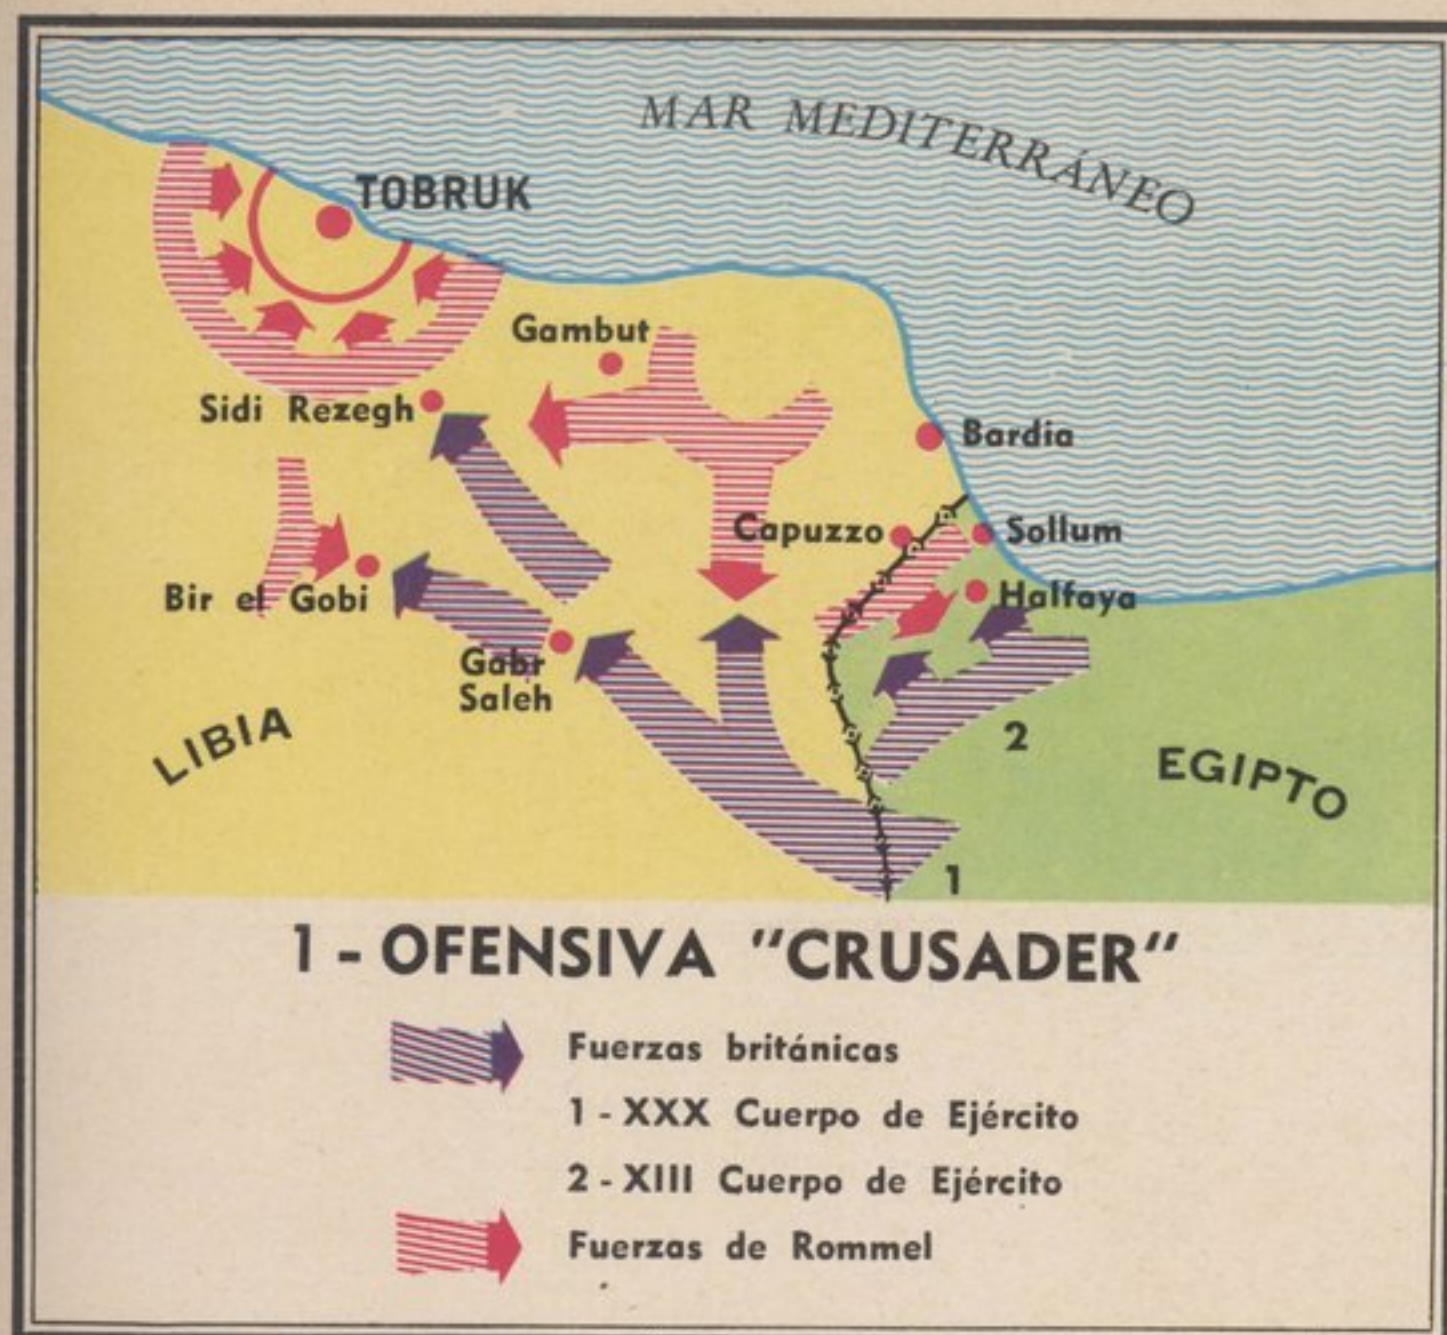 MAR MEDITERRÁNEO
TOBRUK
Gambut
Sidi Rezegh
Bardia
Capuzzo
Sollum
Bir el Gobi
Halfaya
Gabr
Saleh
LIBIA
2
EGIPTO
1
1 - OFENSIVA "CRUSADER"
Fuerzas británicas
1 - XXX Cuerpo de Ejército
2 - XIII Cuerpo de Ejército
Fuerzas de Rommel